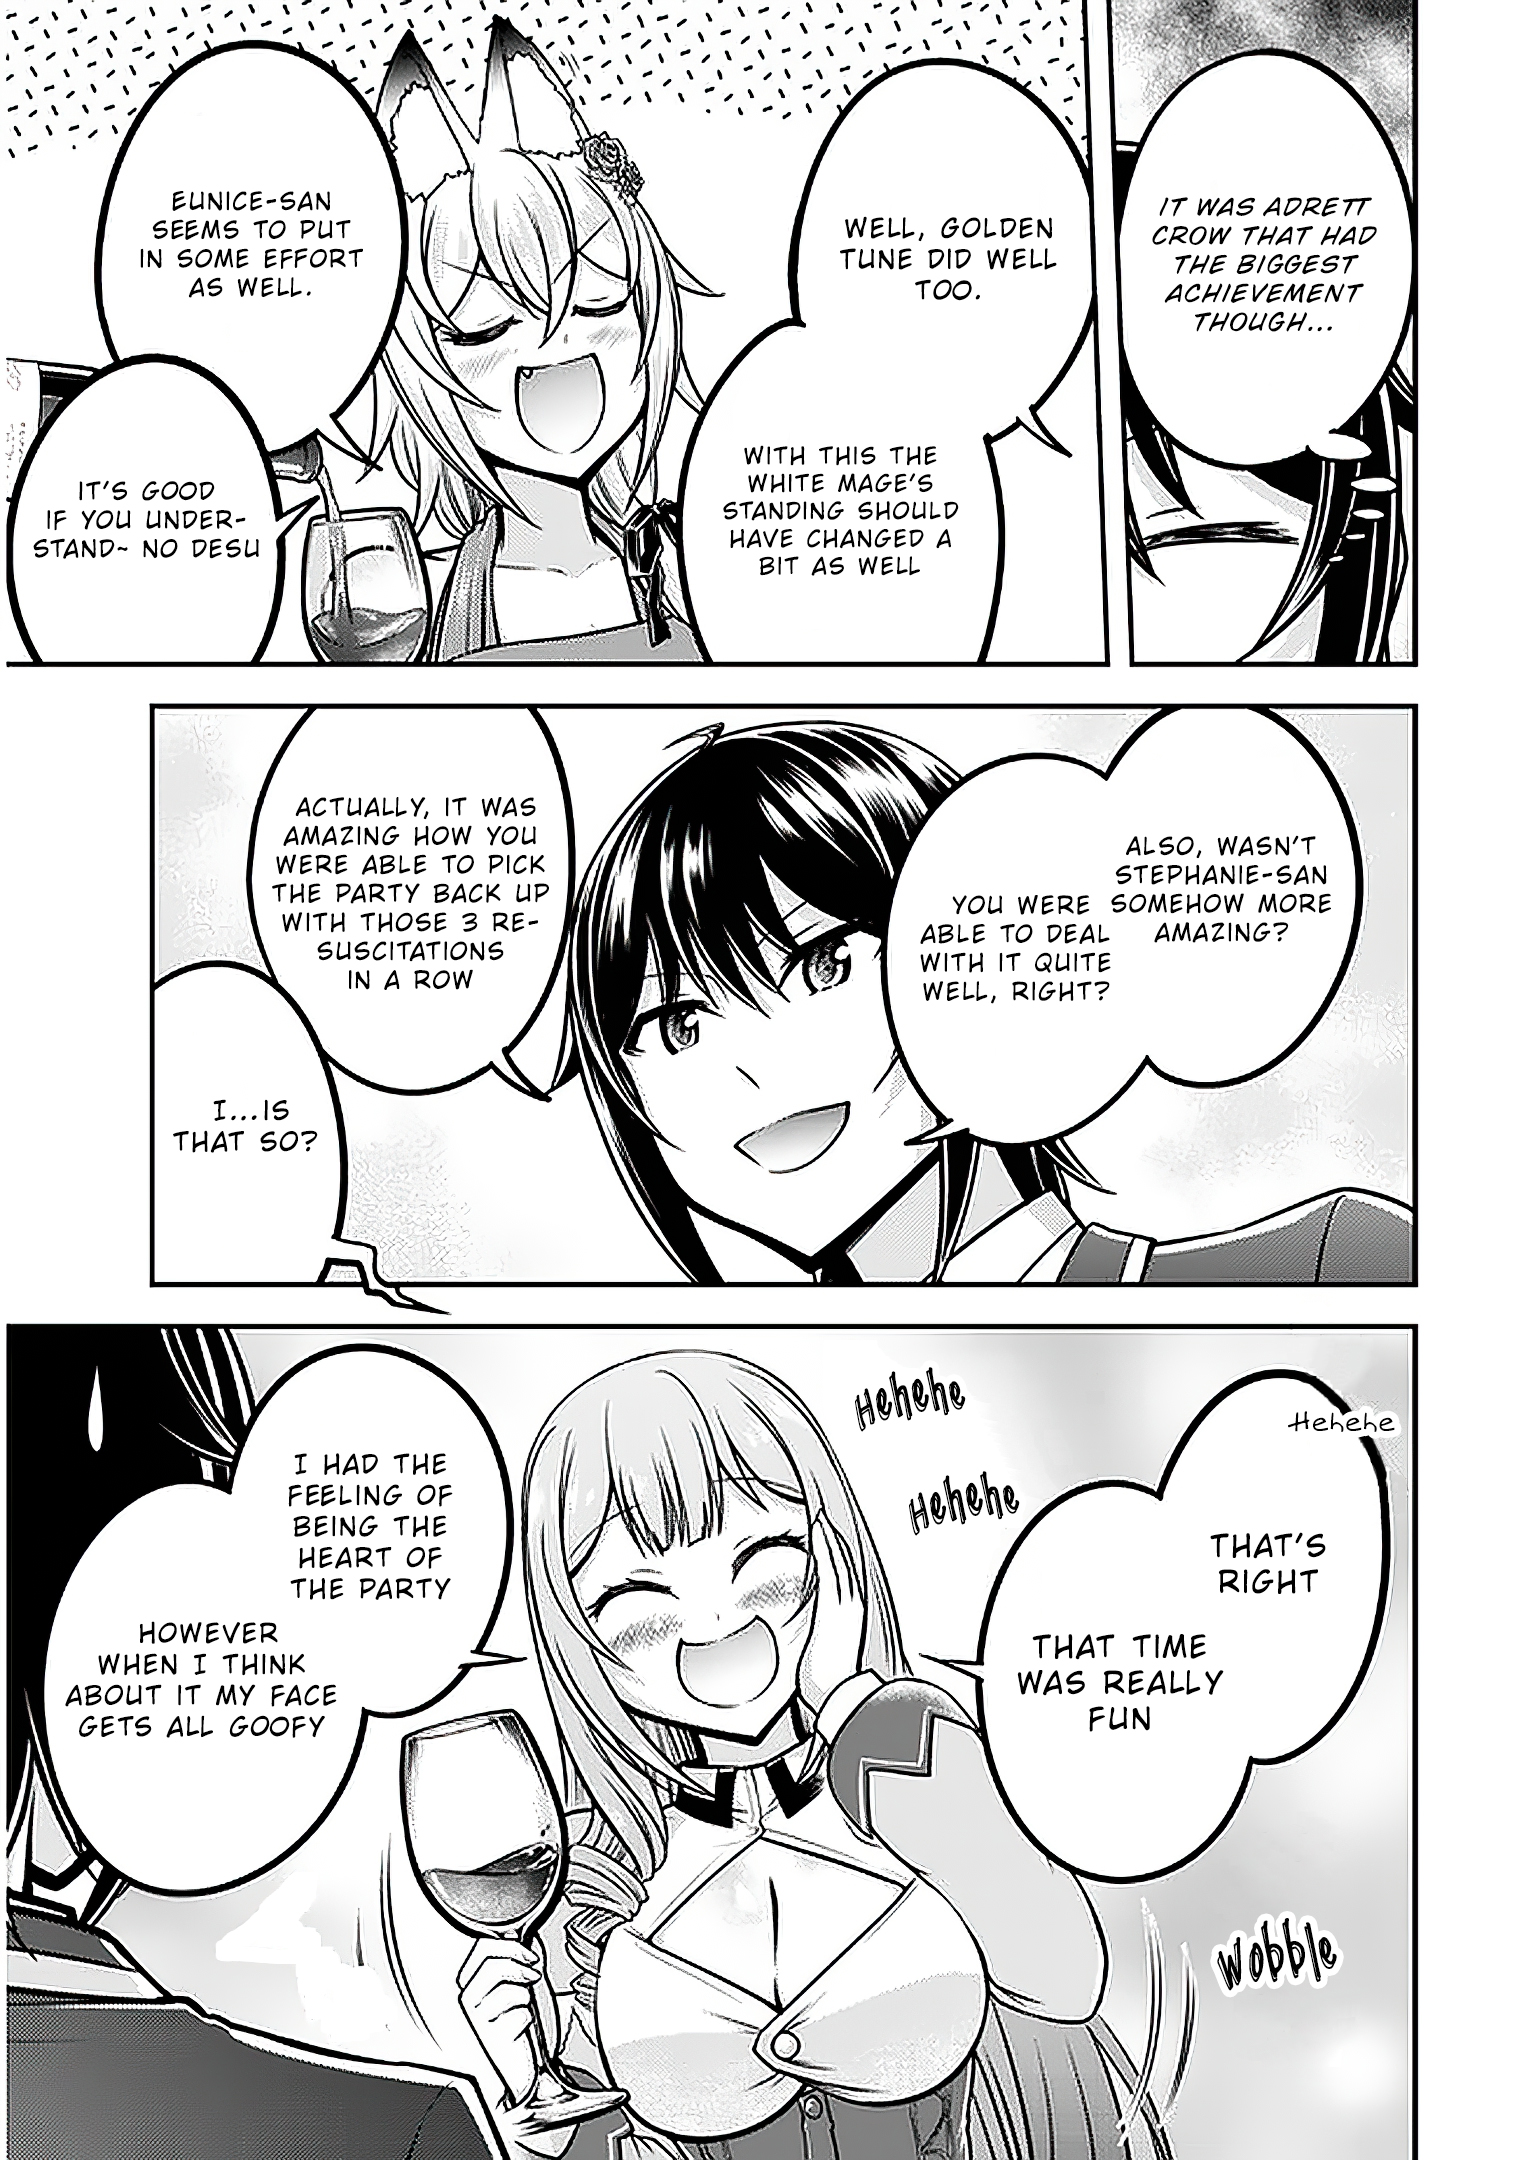 IT WAS ADRETT
CROW THAT HAD
THE BIGGEST
ACHIEVEMENT
THOUGH...
WELL, GOLDEN
TUNE DID WELL
TOO.
WITH THIS THE
WHITE MAGE'S
STANDING SHOULD
HAVE CHANGED A
BIT AS WELL
EUNICE-SAN
SEEMS TO PUT
IN SOME EFFORT
AS WELL.
IT'S GOOD
IF YOU UNDER-
STAND~ NO DESU
ALSO, WASN'T
STEPHANIE-SAN
SOMEHOW MORE
AMAZING?
YOU WERE
ABLE TO DEAL
WITH IT QUITE
WELL, RIGHT?
ACTUALLY, IT WAS
AMAZING HOW YOU
WERE ABLE TO PICK
THE PARTY BACK UP
WITH THOSE 3 RE-
SUSCITATIONS
IN A ROW
I...IS
THAT SO?
Hehehe
THAT'S
RIGHT
THAT TIME
WAS REALLY
FUN
Hehehe
Hehehe
Wobble
I HAD THE
FEELING OF
BEING THE
HEART OF
THE PARTY
HOWEVER
WHEN I THINK
ABOUT IT MY FACE
GETS ALL GOOFY